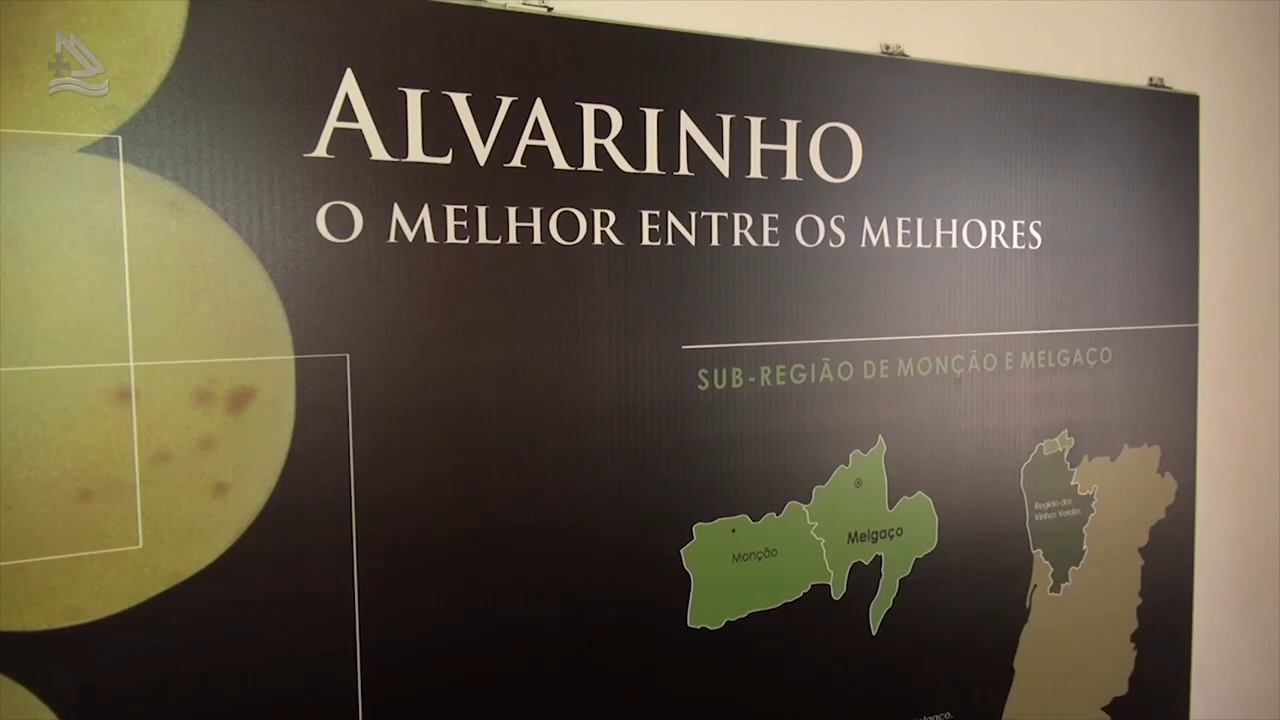 ALVARINHO
O MELHOR ENTRE OS MELHORES
SUB-REGIÃO DE MONÇÃO E MELGAÇO
Monção
Melgaço
Região dos
Vinhos Verdes